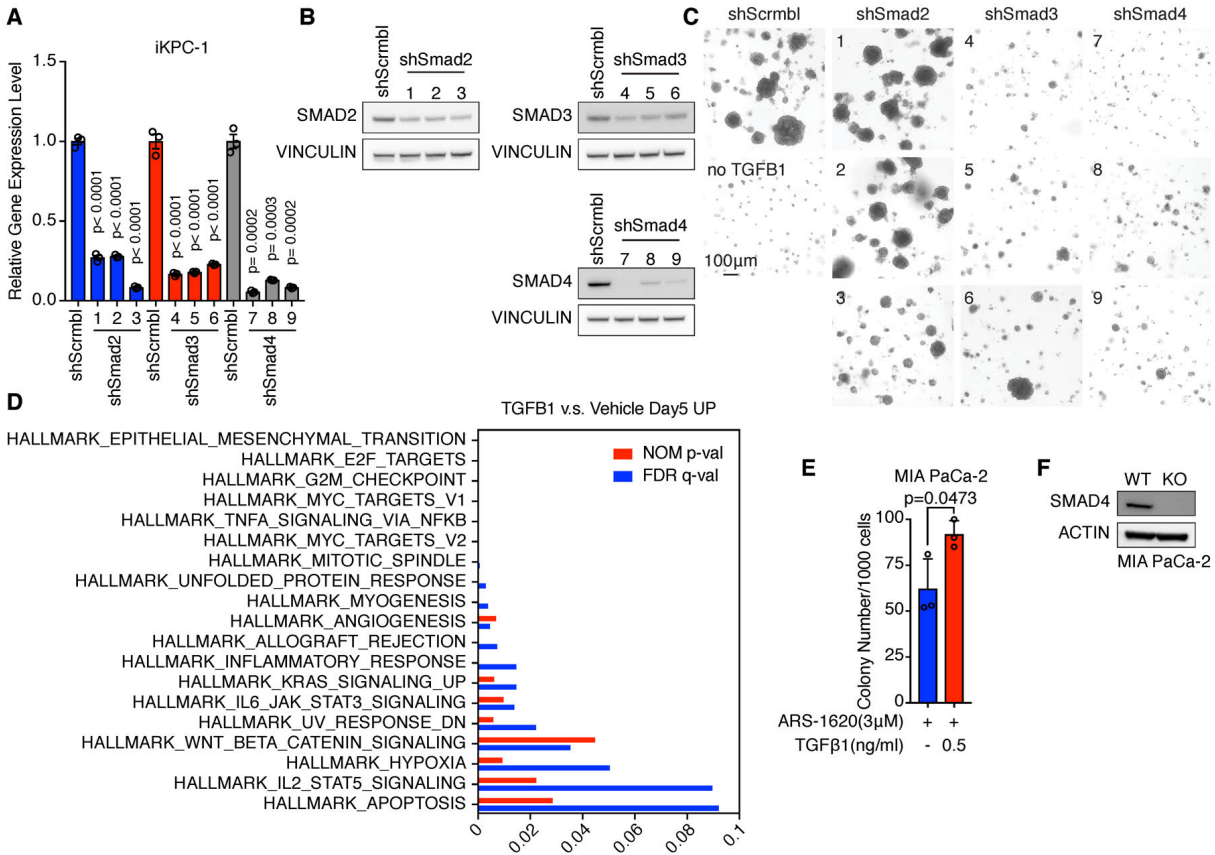 A
iKPC-1
Relative Gene Expression Level
1.5
1.0
0.5
0.0
p< 0.0001
p< 0.0001
p< 0.0001
p< 0.0001
p< 0.0001
p< 0.0001
p= 0.0002
p= 0.0003
p= 0.0002
shScrmbl
1 2 3
shSmad2
shScrmbl
4 5 6
shSmad3
shScrmbl
7 8 9
shSmad4
B
shScrmbl
shSmad2
1 2 3
SMAD2
VINCULIN
shScrmbl
shSmad3
4 5 6
SMAD3
VINCULIN
shScrmbl
shSmad4
7 8 9
SMAD4
VINCULIN
C
shScrmbl shSmad2 shSmad3 shSmad4
1 4 7
no TGFB1
2 5 8
100μm
3 6 9
D
TGFB1 v.s. Vehicle Day5 UP
NOM p-val
FDR q-val
HALLMARK_EPITHELIAL_MESENCHYMAL_TRANSITION
HALLMARK_E2F_TARGETS
HALLMARK_G2M_CHECKPOINT
HALLMARK_MYC_TARGETS_V1
HALLMARK_TNFA_SIGNALING_VIA_NFKB
HALLMARK_MYC_TARGETS_V2
HALLMARK_MITOTIC_SPINDLE
HALLMARK_UNFOLDED_PROTEIN_RESPONSE
HALLMARK_MYOGENESIS
HALLMARK_ANGIOGENESIS
HALLMARK_ALLOGRAFT_REJECTION
HALLMARK_INFLAMMATORY_RESPONSE
HALLMARK_KRAS_SIGNALING_UP
HALLMARK_IL6_JAK_STAT3_SIGNALING
HALLMARK_UV_RESPONSE_DN
HALLMARK_WNT_BETA_CATENIN_SIGNALING
HALLMARK_HYPOXIA
HALLMARK_IL2_STAT5_SIGNALING
HALLMARK_APOPTOSIS
0 0.02 0.04 0.06 0.08 0.1
E
MIA PaCa-2
p=0.0473
Colony Number/1000 cells
100
75
50
25
0
ARS-1620(3μM) + +
TGFβ1(ng/ml) - 0.5
F
WT KO
SMAD4
ACTIN
MIA PaCa-2